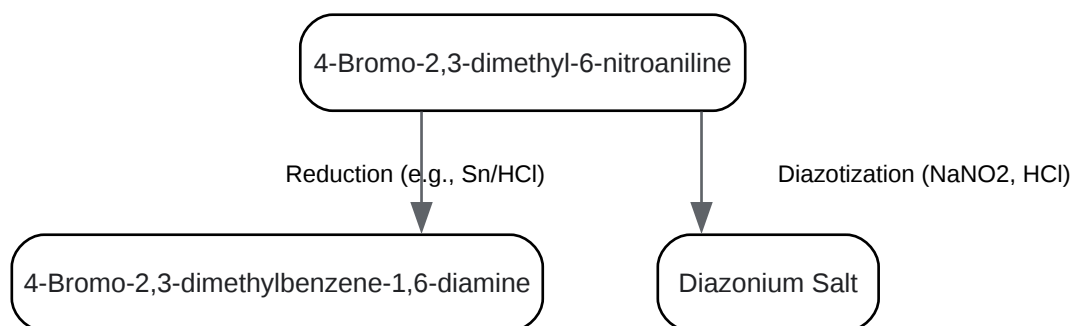 4-Bromo-2,3-dimethyl-6-nitroaniline
Reduction (e.g., Sn/HCl)
Diazotization (NaNO2, HCl)
4-Bromo-2,3-dimethylbenzene-1,6-diamine
Diazonium Salt